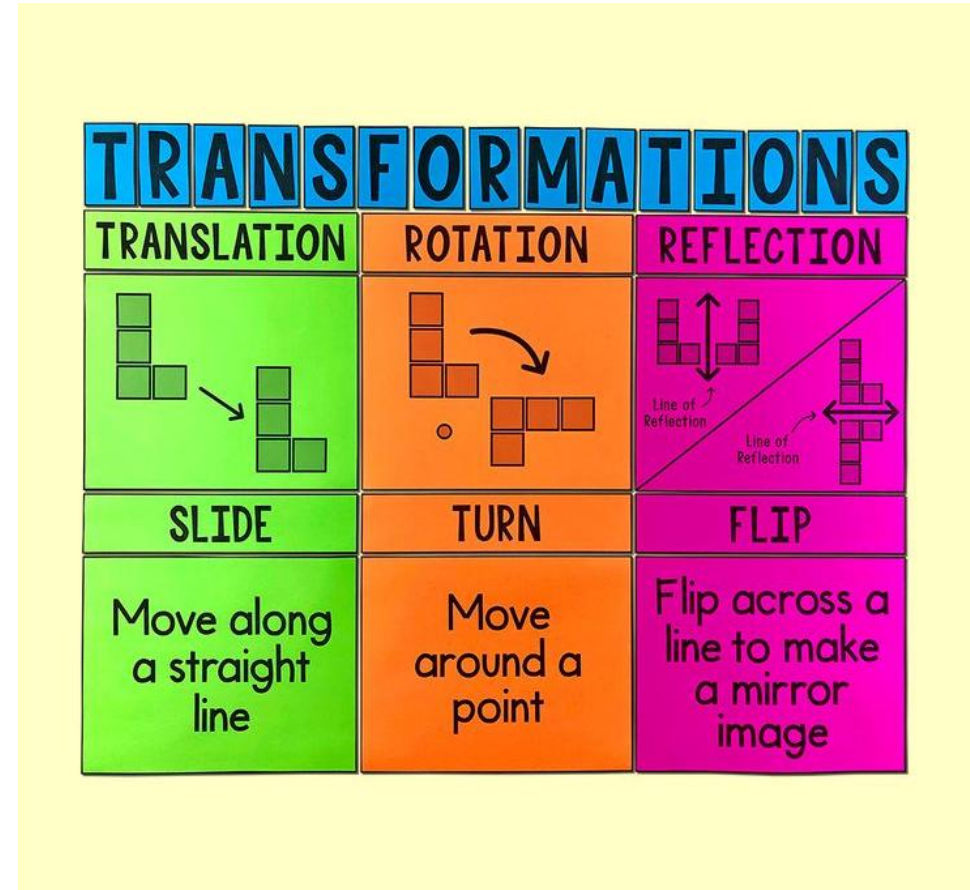 TRANSFORMATIONS
TRANSLATION
ROTATION
REFLECTION
Line of
Reflection
Line of
Reflection
SLIDE
TURN
FLIP
Move along
a straight
line
Move
around a
point
Flip across a
line to make
a mirror
image